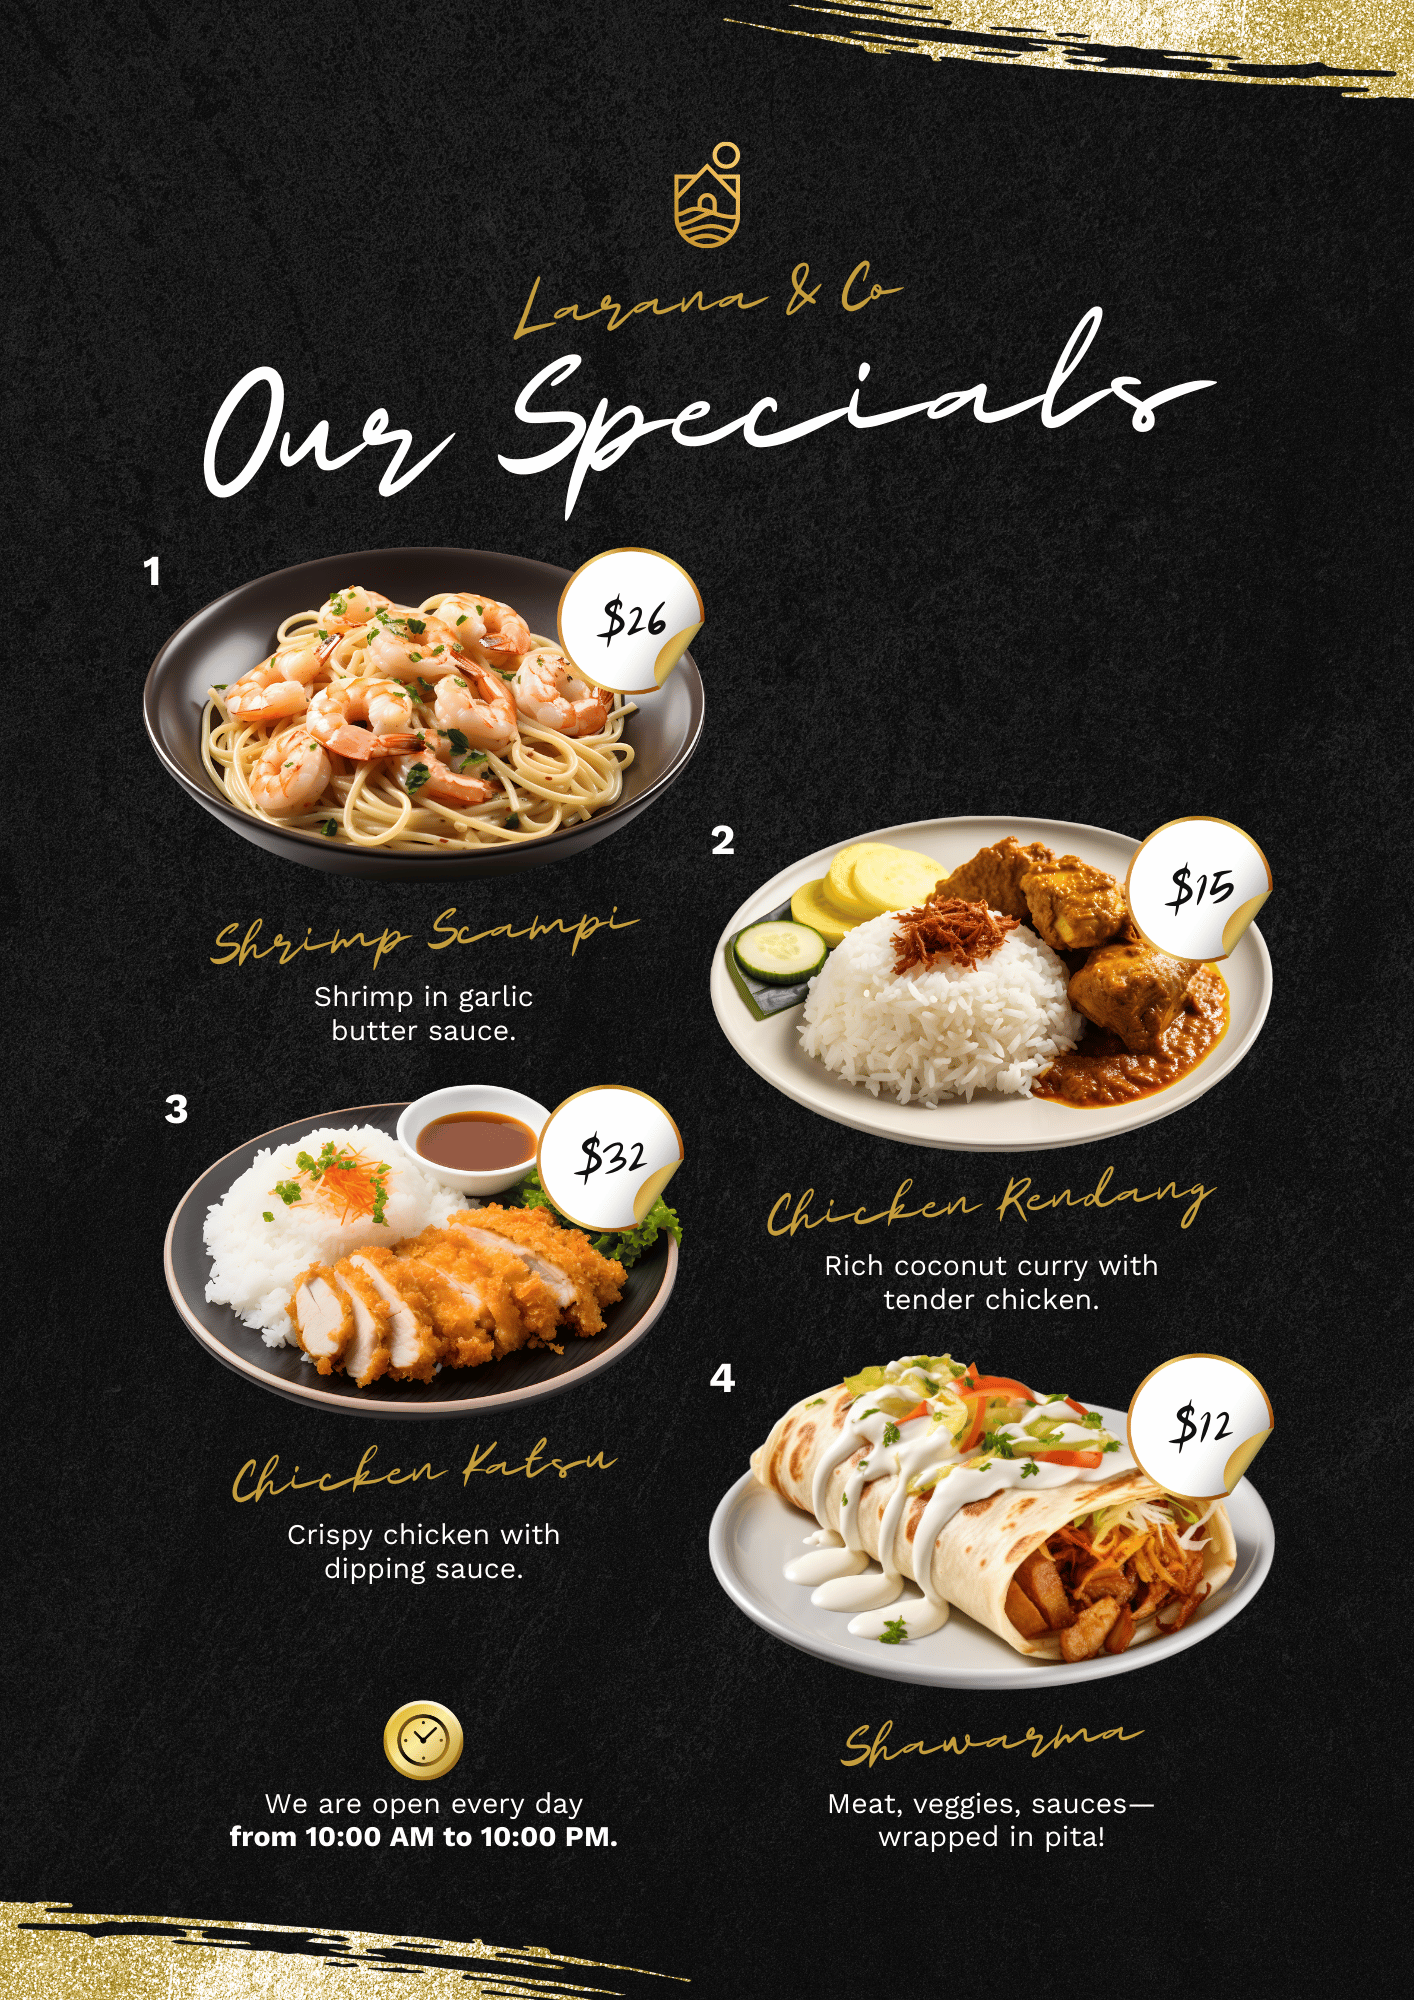 Larana & Co
Our Specials
1
$26
Shrimp Scampi
Shrimp in garlic
butter sauce.
2
$15
Chicken Rendang
Rich coconut curry with
tender chicken.
3
$32
Chicken Katsu
Crispy chicken with
dipping sauce.
4
$12
Shawarma
Meat, veggies, sauces—
wrapped in pita!
We are open every day
from 10:00 AM to 10:00 PM.